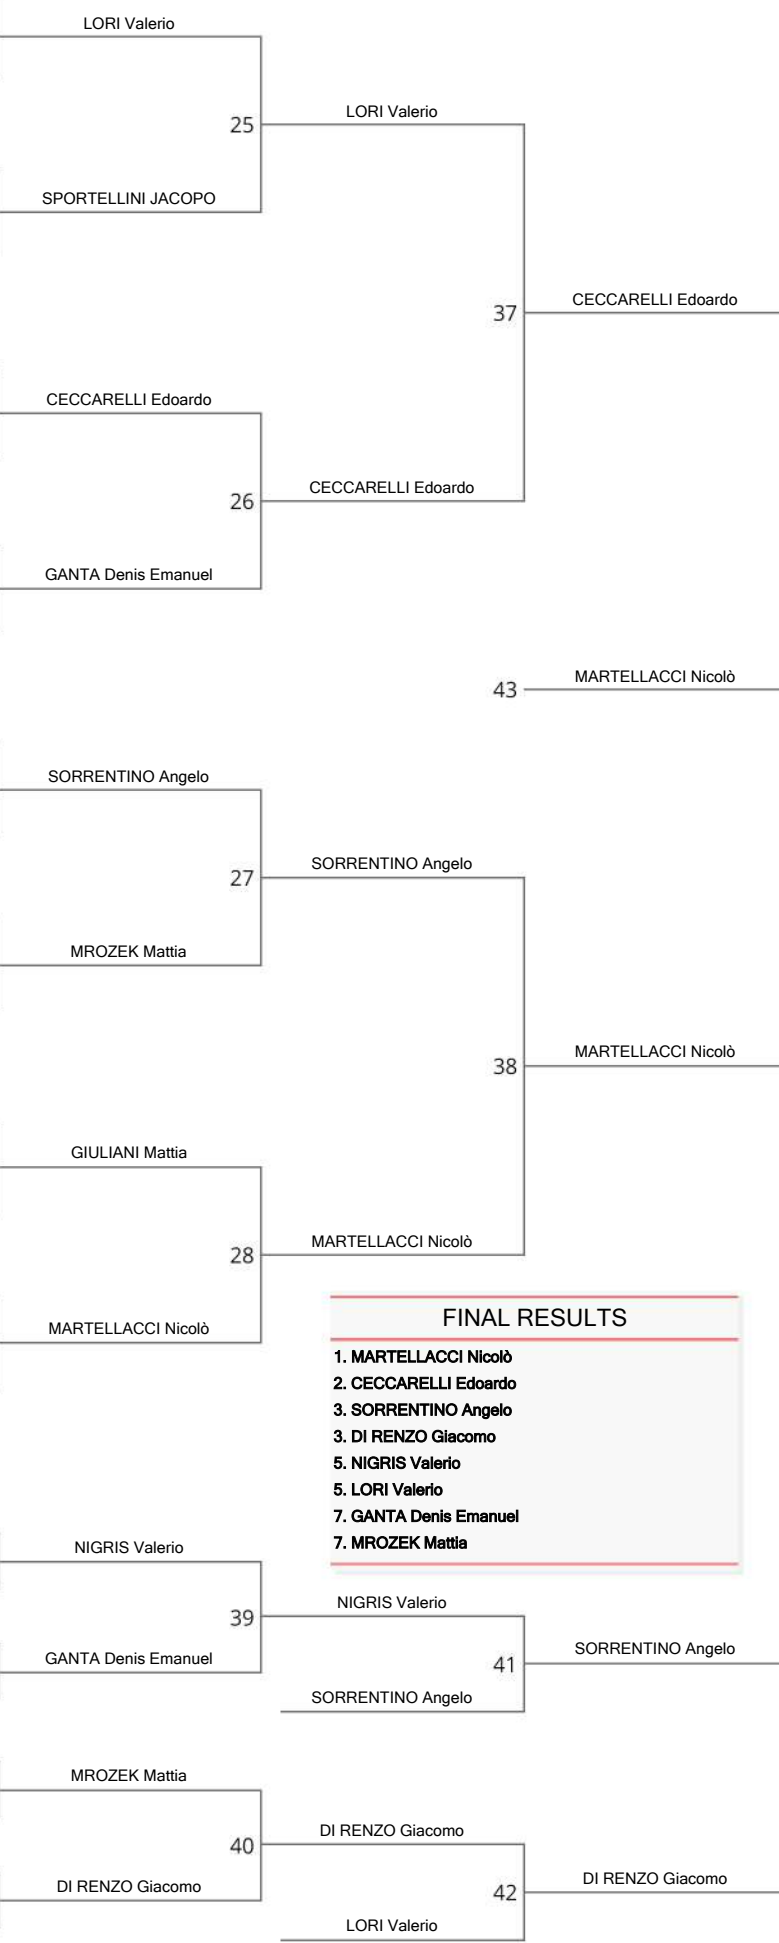 LORI Valerio
25
LORI Valerio
SPORTELLINI JACOPO
37
CECCARELLI Edoardo
CECCARELLI Edoardo
26
CECCARELLI Edoardo
GANTA Denis Emanuel
43
MARTELLACCI Nicolò
SORRENTINO Angelo
27
SORRENTINO Angelo
MROZEK Mattia
38
MARTELLACCI Nicolò
GIULIANI Mattia
28
MARTELLACCI Nicolò
MARTELLACCI Nicolò
FINAL RESULTS
1. MARTELLACCI Nicolò
2. CECCARELLI Edoardo
3. SORRENTINO Angelo
3. DI RENZO Giacomo
5. NIGRIS Valerio
5. LORI Valerio
7. GANTA Denis Emanuel
7. MROZEK Mattia
NIGRIS Valerio
39
NIGRIS Valerio
GANTA Denis Emanuel
41
SORRENTINO Angelo
SORRENTINO Angelo
MROZEK Mattia
40
DI RENZO Giacomo
DI RENZO Giacomo
42
DI RENZO Giacomo
LORI Valerio